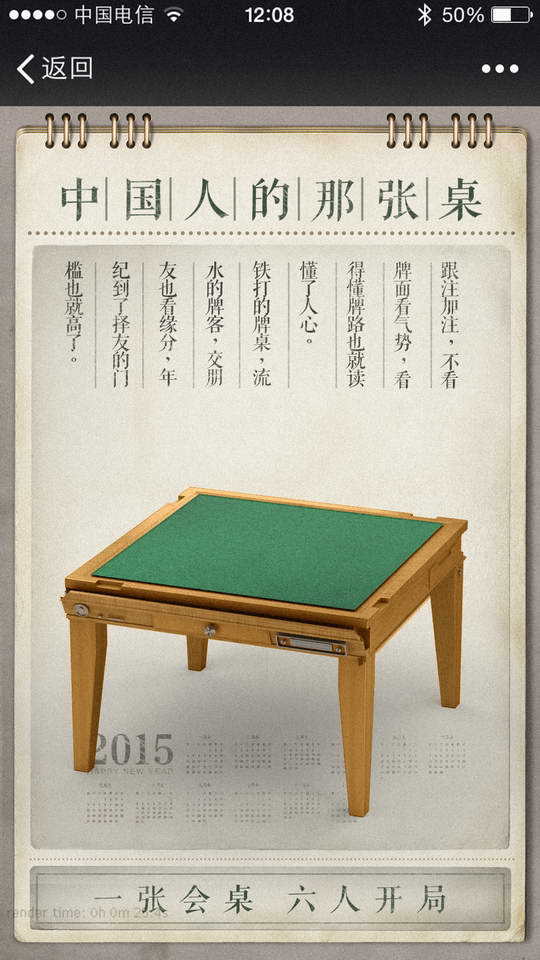 中国电信
12:08
50%
返回
中国人的那张桌
跟注加注，不看
牌面看气势，看
得懂牌路也就读
懂了人心。
铁打的牌桌，流
水的牌客，交朋
友也看缘分，年
纪到了择友的门
槛也就高了。
2015
HAPPY NEW YEAR
一张会桌 六人开局